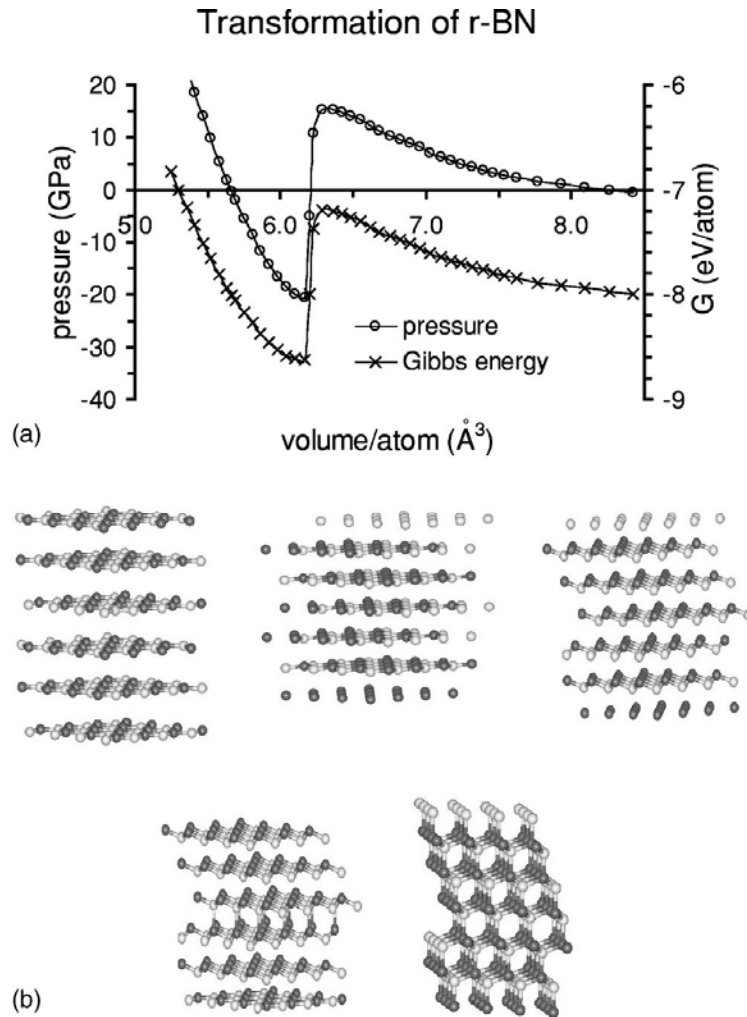 Transformation of r-BN
20
10
0
-10
-20
-30
-40
pressure (GPa)
5.0
6.0
7.0
8.0
-6
-7
-8
-9
G (eV/atom)
pressure
Gibbs energy
volume/atom (Å³)
(a)
(b)